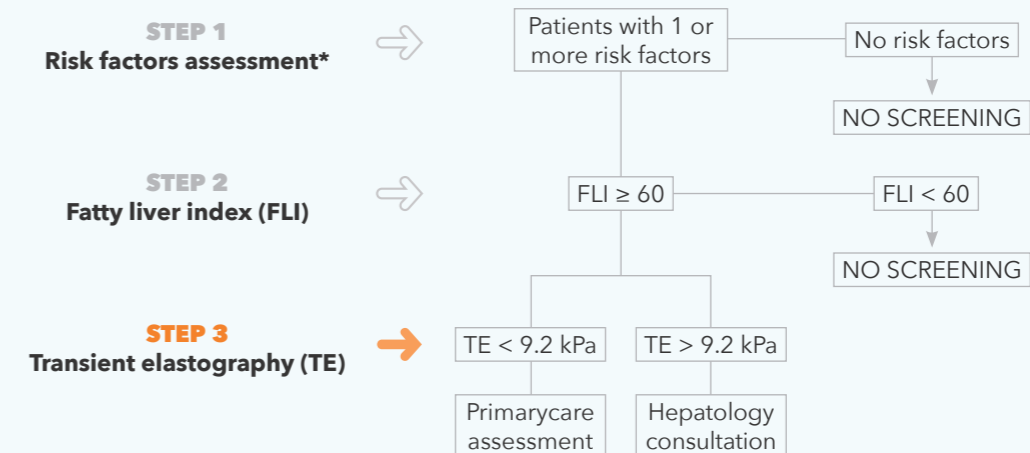 STEP 1
Risk factors assessment*
Patients with 1 or
more risk factors
No risk factors
NO SCREENING
STEP 2
Fatty liver index (FLI)
FLI ≥ 60
FLI < 60
NO SCREENING
STEP 3
Transient elastography (TE)
TE < 9.2 kPa
TE > 9.2 kPa
Primarycare
assessment
Hepatology
consultation